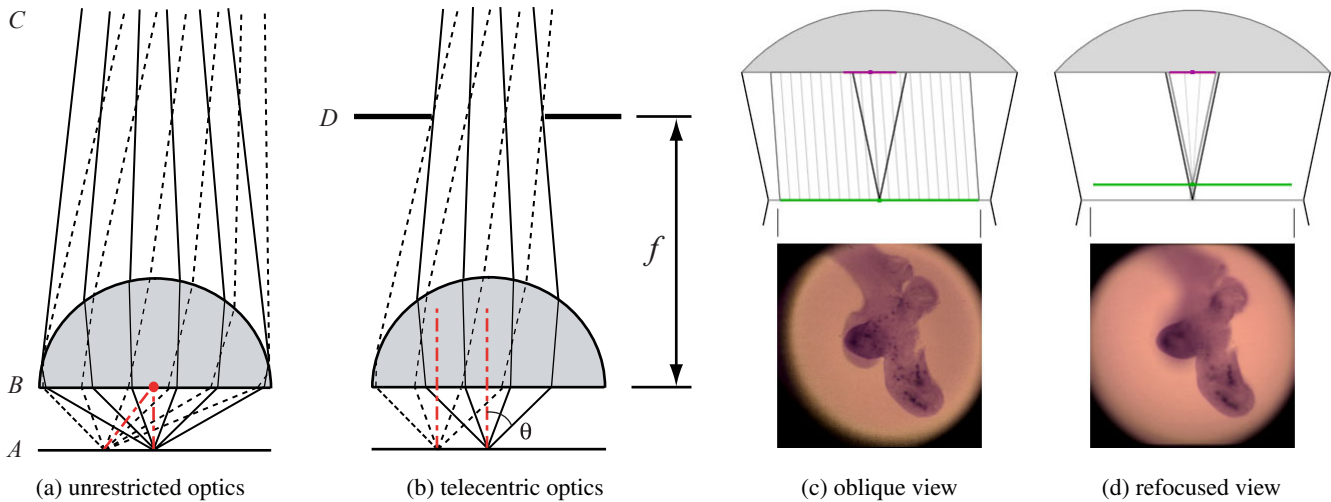 C
D
f
B
θ
A
(a) unrestricted optics
(b) telecentric optics
(c) oblique view
(d) refocused view